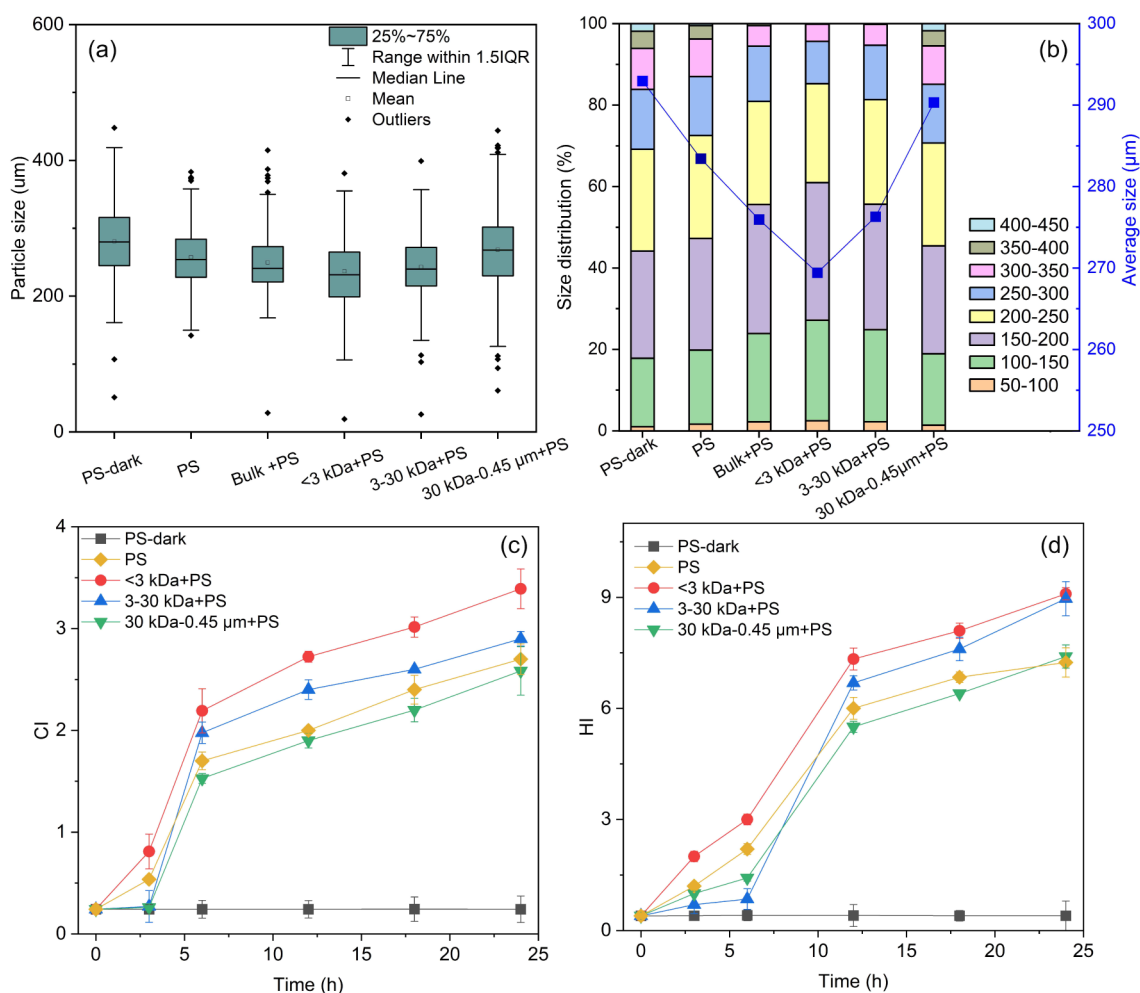 (a)
600
400
200
0
Particle size (um)
25%~75%
Range within 1.5IQR
Median Line
Mean
Outliers
PS-dark
PS
Bulk +PS
<3 kDa+PS
3-30 kDa+PS
30 kDa-0.45 µm+PS
(b)
100
80
60
40
20
0
Size distribution (%)
300
290
280
270
260
250
Average size (µm)
400-450
350-400
300-350
250-300
200-250
150-200
100-150
50-100
PS-dark
PS
Bulk+PS
<3 kDa+PS
3-30 kDa+PS
30 kDa-0.45µm+PS
(c)
4
3
2
1
0
CI
PS-dark
PS
<3 kDa+PS
3-30 kDa+PS
30 kDa-0.45 µm+PS
0 5 10 15 20 25
Time (h)
(d)
9
6
3
0
HI
PS-dark
PS
<3 kDa+PS
3-30 kDa+PS
30 kDa-0.45 µm+PS
0 5 10 15 20 25
Time (h)